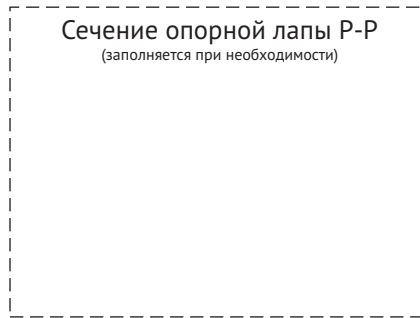 Сечение опорной лапы Р-Р
(заполняется при необходимости)